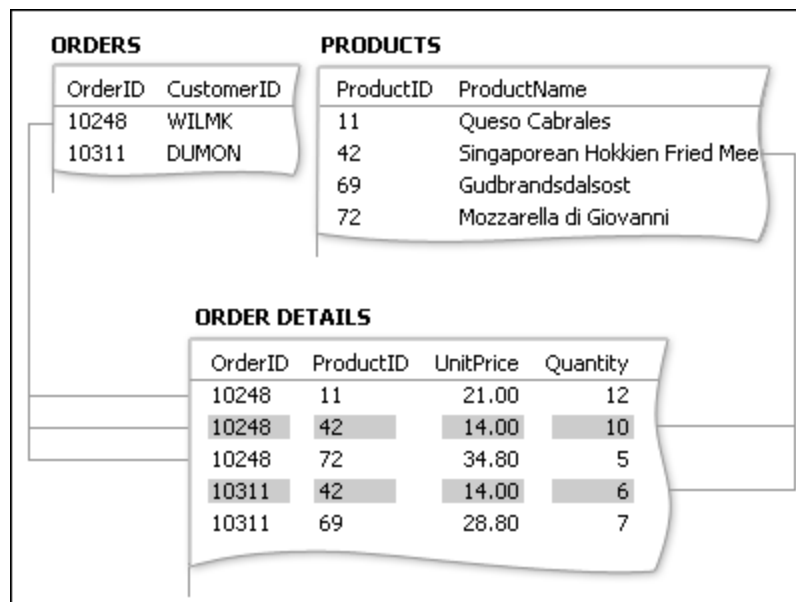 ORDERS
OrderID CustomerID
10248 WILMK
10311 DUMON
PRODUCTS
ProductID ProductName
11 Queso Cabrales
42 Singaporean Hokkien Fried Mee
69 Gudbrandsdalsost
72 Mozzarella di Giovanni
ORDER DETAILS
OrderID ProductID UnitPrice Quantity
10248 11 21.00 12
10248 42 14.00 10
10248 72 34.80 5
10311 42 14.00 6
10311 69 28.80 7